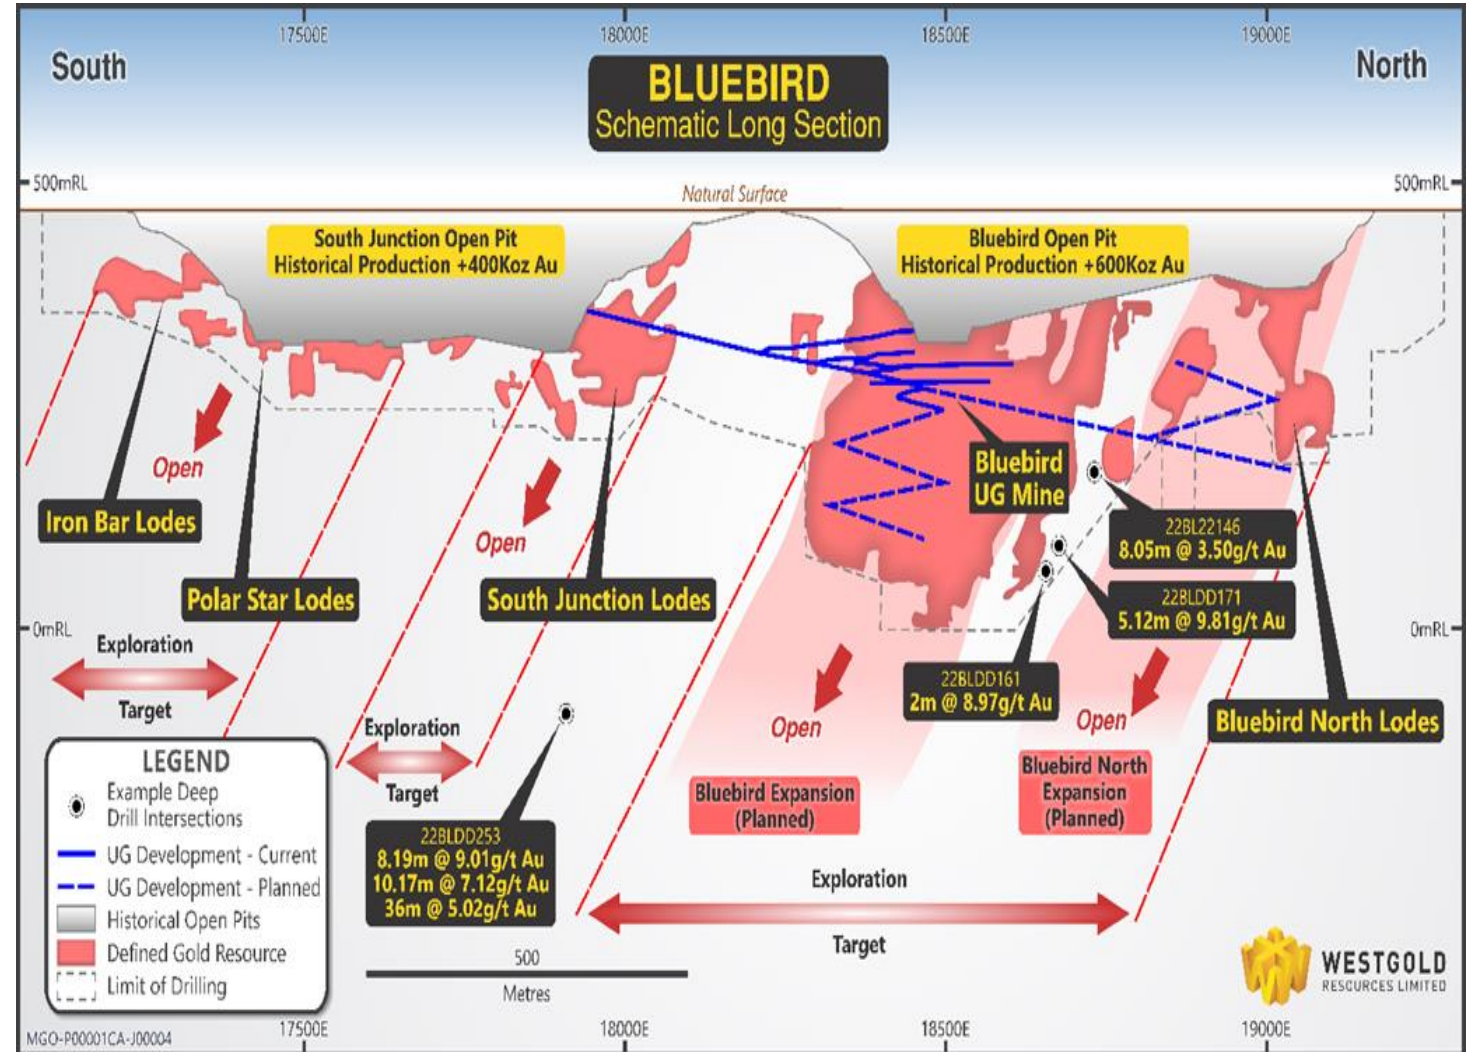 17500E
18000E
18500E
19000E
South
North
BLUEBIRD
Schematic Long Section
500mRL
500mRL
Natural Surface
South Junction Open Pit
Historical Production +400Koz Au
Bluebird Open Pit
Historical Production +600Koz Au
Open
Iron Bar Lodes
Open
Bluebird
UG Mine
22BL22146
8.05m @ 3.50g/t Au
Polar Star Lodes
South Junction Lodes
22BLDD171
5.12m @ 9.81g/t Au
0mRL
0mRL
Exploration
Target
22BLDD161
2m @ 8.97g/t Au
Open
Open
Bluebird North Lodes
Exploration
Target
Bluebird Expansion
(Planned)
Bluebird North
Expansion
(Planned)
22BLDD253
8.19m @ 9.01g/t Au
10.17m @ 7.12g/t Au
36m @ 5.02g/t Au
Exploration
Target
LEGEND
Example Deep
Drill Intersections
UG Development - Current
UG Development - Planned
Historical Open Pits
Defined Gold Resource
Limit of Drilling
500
Metres
WESTGOLD
RESOURCES LIMITED
MGO-P00001CA-J00004
17500E
18000E
18500E
19000E